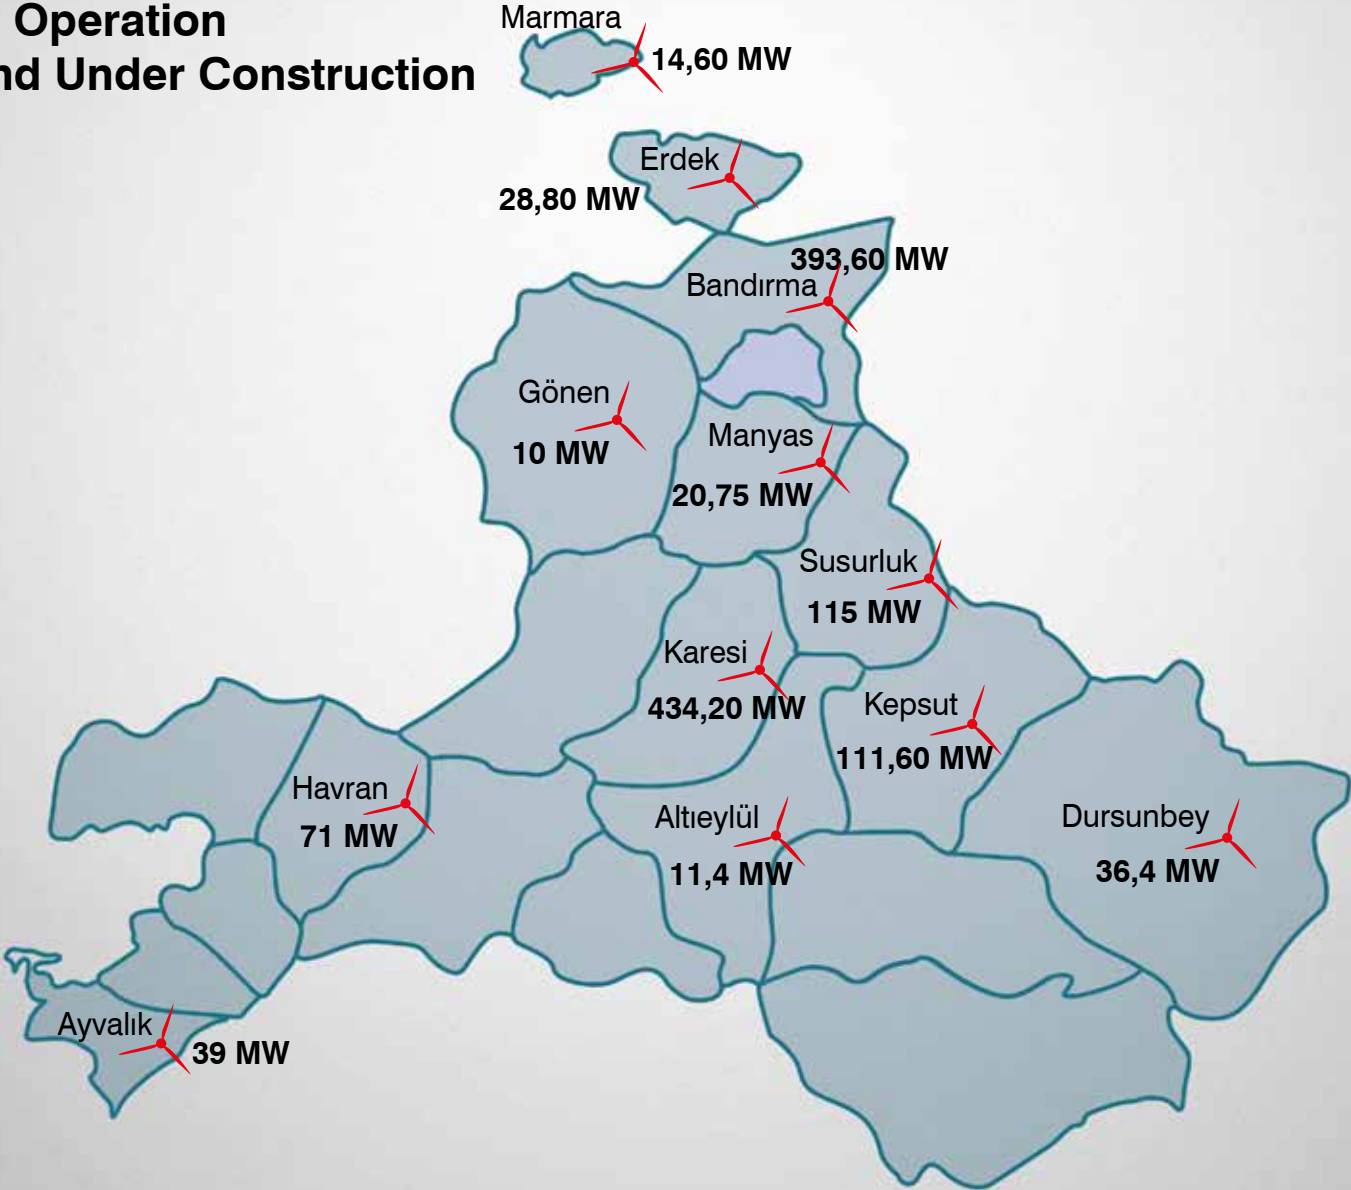 Operation
nd Under Construction
Marmara
14,60 MW
Erdek
28,80 MW
393,60 MW
Bandırma
Gönen
10 MW
Manyas
20,75 MW
Susurluk
115 MW
Karesi
434,20 MW
Kepsut
111,60 MW
Havran
71 MW
Altıeylül
11,4 MW
Dursunbey
36,4 MW
Ayvalık
39 MW